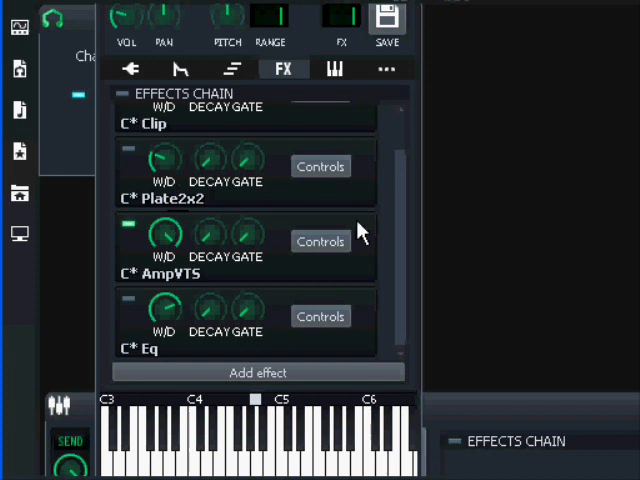 VOL PAN PITCH RANGE FX SAVE
Cha
FX
EFFECTS CHAIN
W/D DECAY GATE
C* Clip
Controls
W/D DECAY GATE
C* Plate2x2
Controls
W/D DECAY GATE
C* AmpVTS
Controls
W/D DECAY GATE
C* Eq
Add effect
C3 C4 C5 C6
SEND
EFFECTS CHAIN